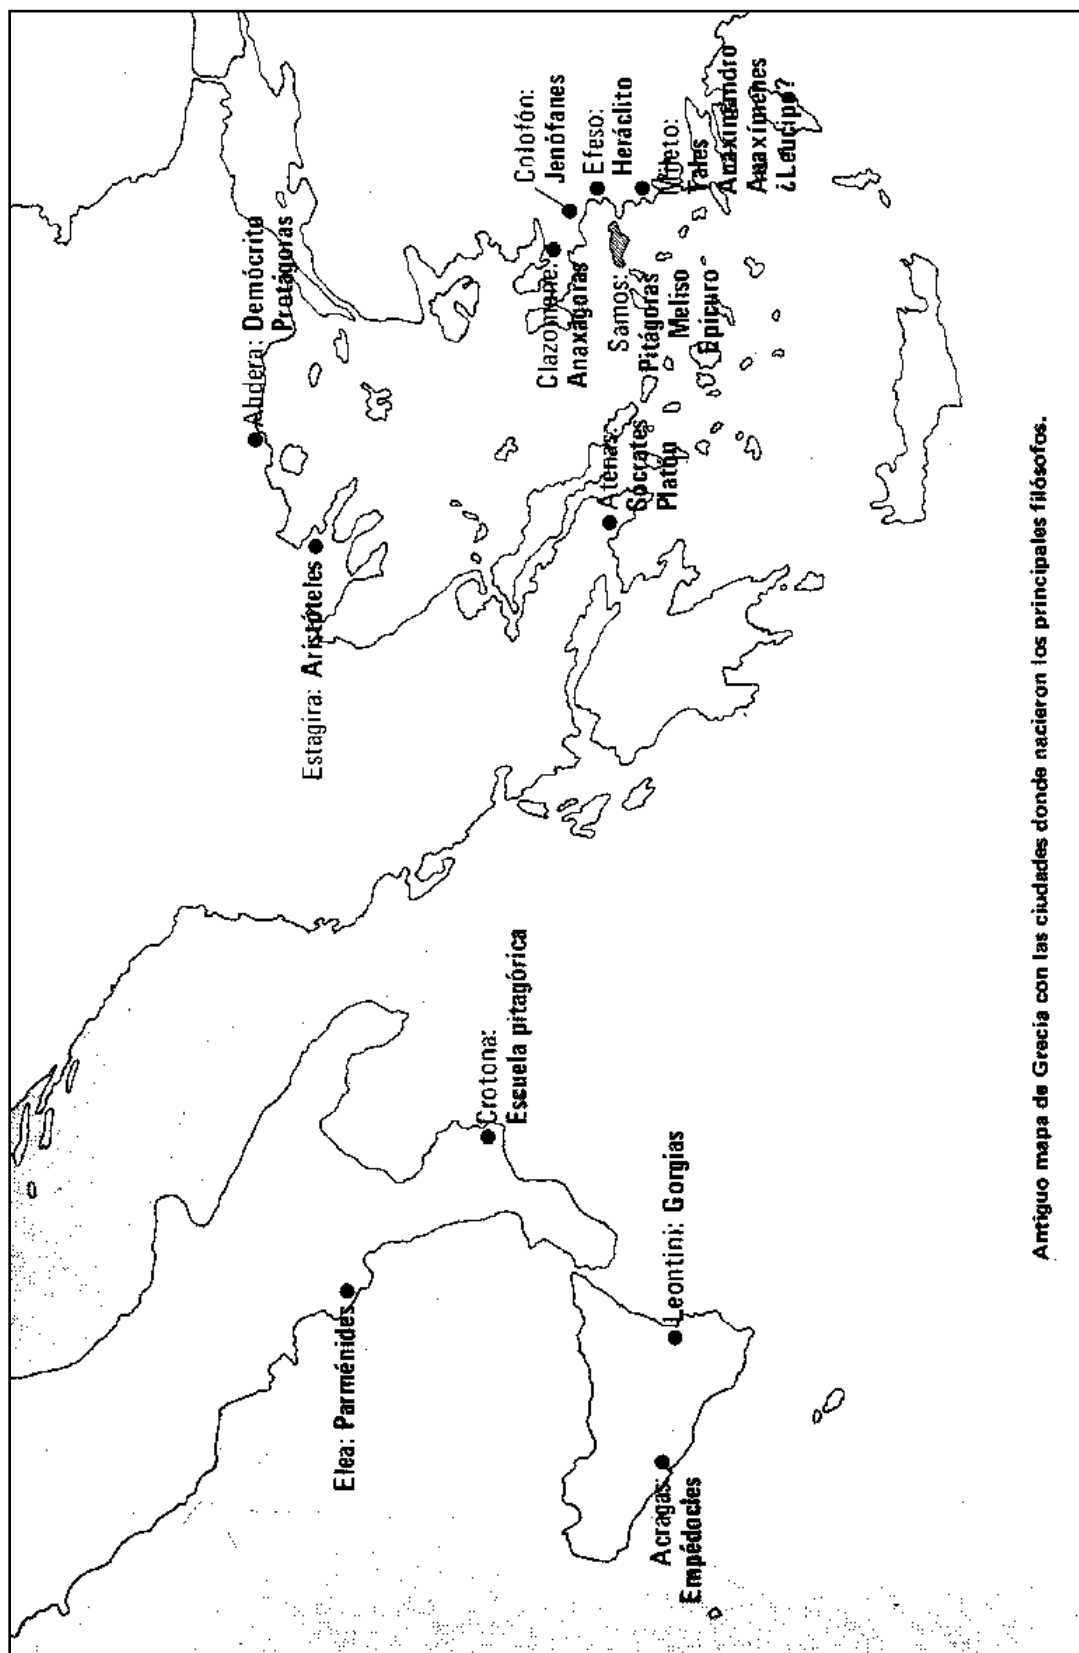 Abdera: Demócrito
Protágoras
Estagira: Aristóteles
Colofón:
Jenófanes
Efeso:
Heráclito
Clazomene:
Anaxágoras
Mileto:
Tales
Anaximandro
Anaxímenes
¿Leucipo?
Samos:
Pitágoras
Meliso
Epicuro
Atenas:
Sócrates
Platón
Crotona:
Escuela pitagórica
Elea: Parménides
Leontini: Gorgias
Acragas:
Empédocles
Antiguo mapa de Grecia con las ciudades donde nacieron los principales filósofos.